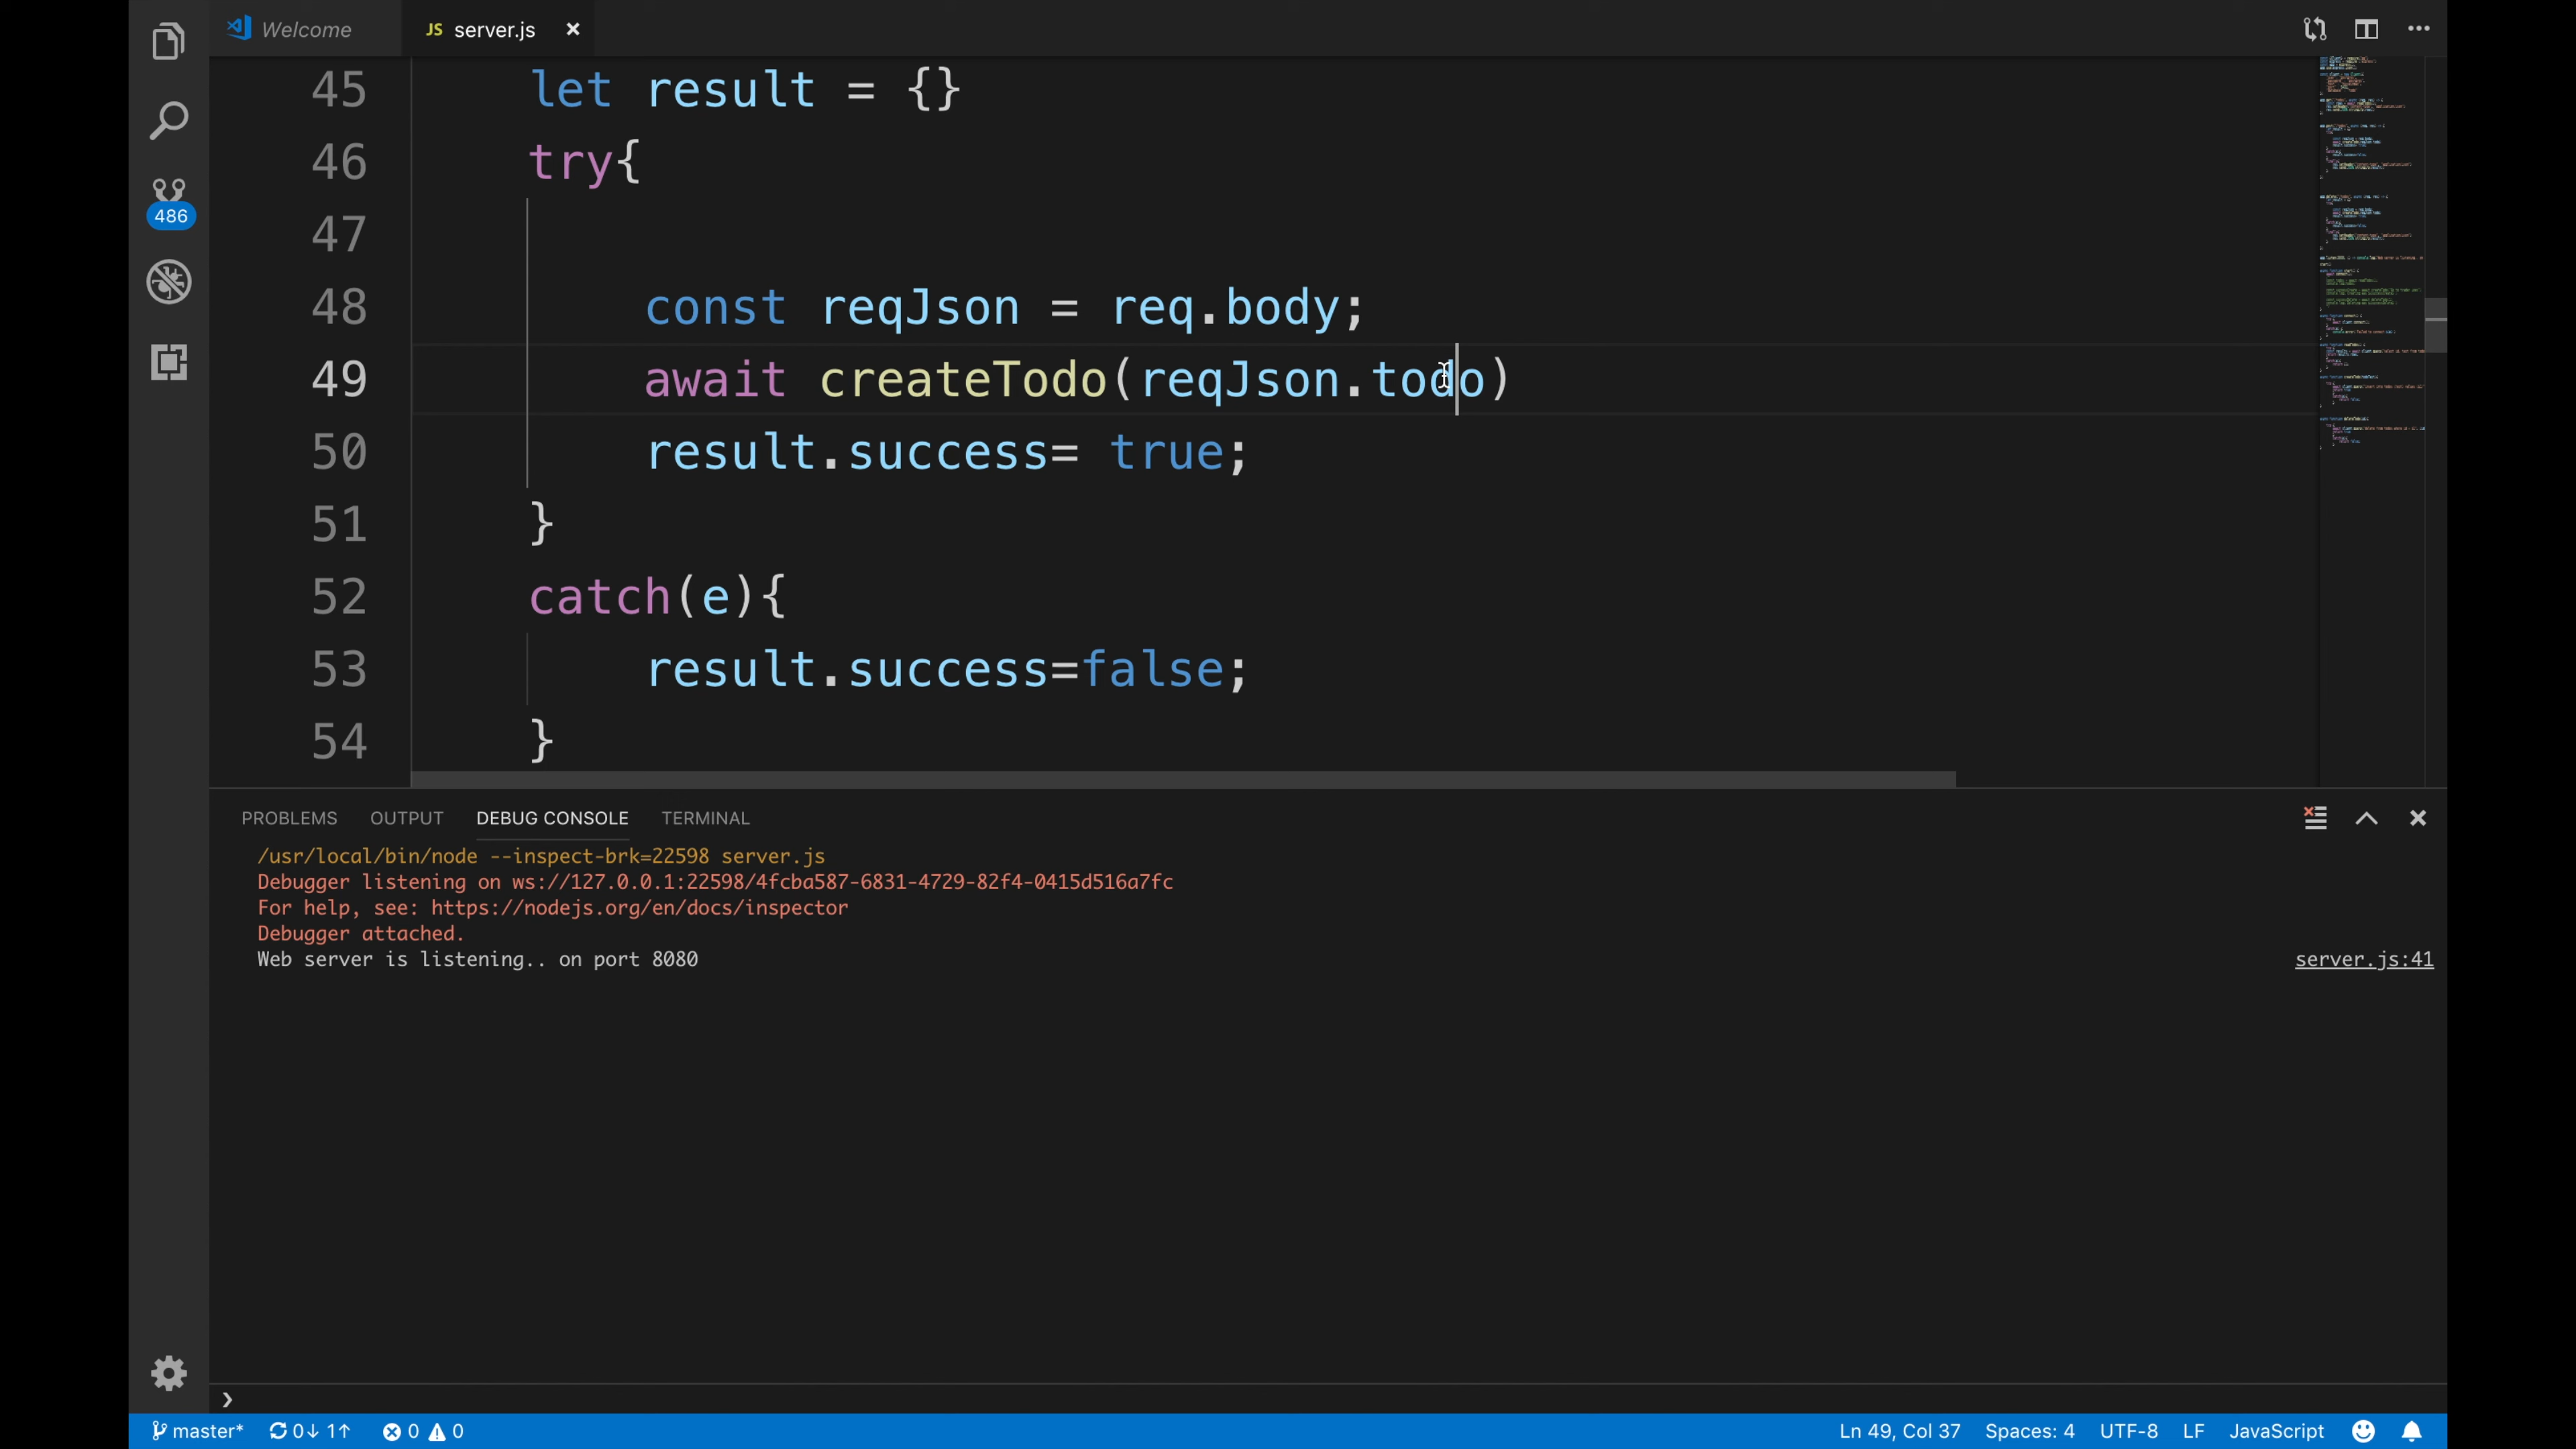 Welcome
JS server.js
486
45 let result = {}
46 try{
47
48 const reqJson = req.body;
49 await createTodo(reqJson.todo)
50 result.success= true;
51 }
52 catch(e){
53 result.success=false;
54 }
PROBLEMS OUTPUT DEBUG CONSOLE TERMINAL
/usr/local/bin/node --inspect-brk=22598 server.js
Debugger listening on ws://127.0.0.1:22598/4fcba587-6831-4729-82f4-0415d516a7fc
For help, see: https://nodejs.org/en/docs/inspector
Debugger attached.
Web server is listening.. on port 8080 server.js:41
master* 0↓ 1↑ 0 0 Ln 49, Col 37 Spaces: 4 UTF-8 LF JavaScript